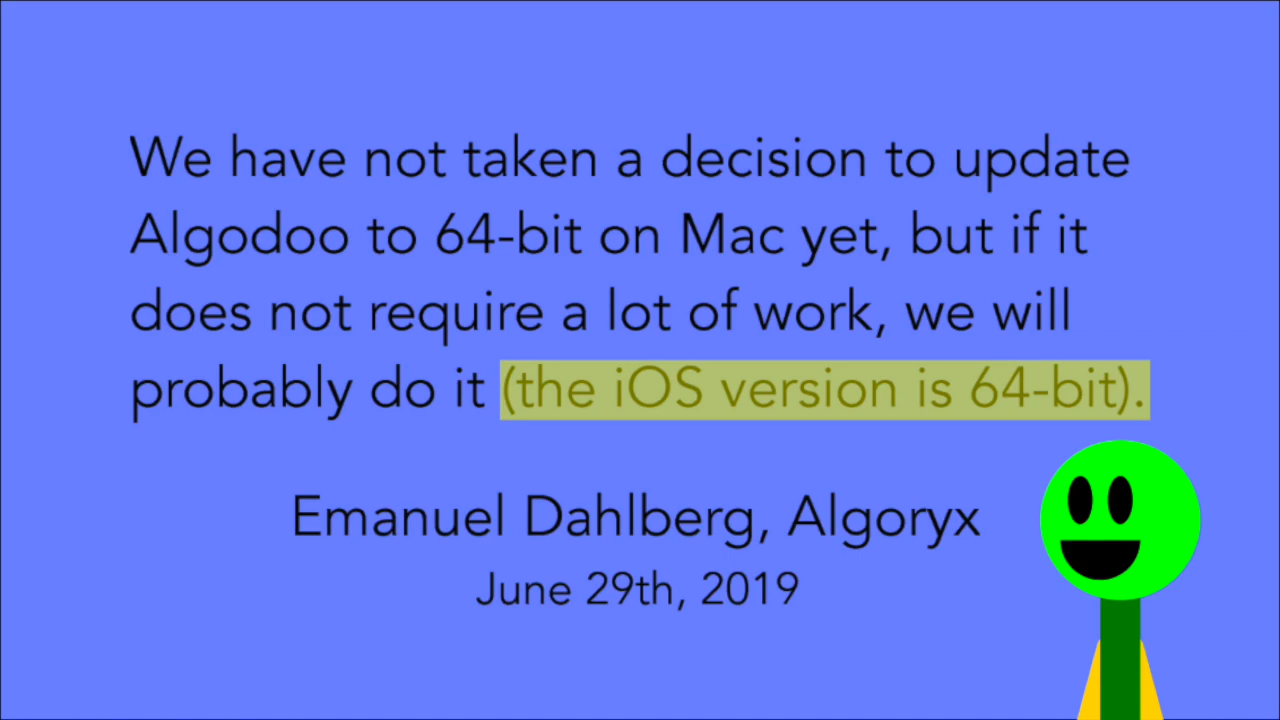 We have not taken a decision to update
Algodoo to 64-bit on Mac yet, but if it
does not require a lot of work, we will
probably do it (the iOS version is 64-bit).
Emanuel Dahlberg, Algoryx
June 29th, 2019